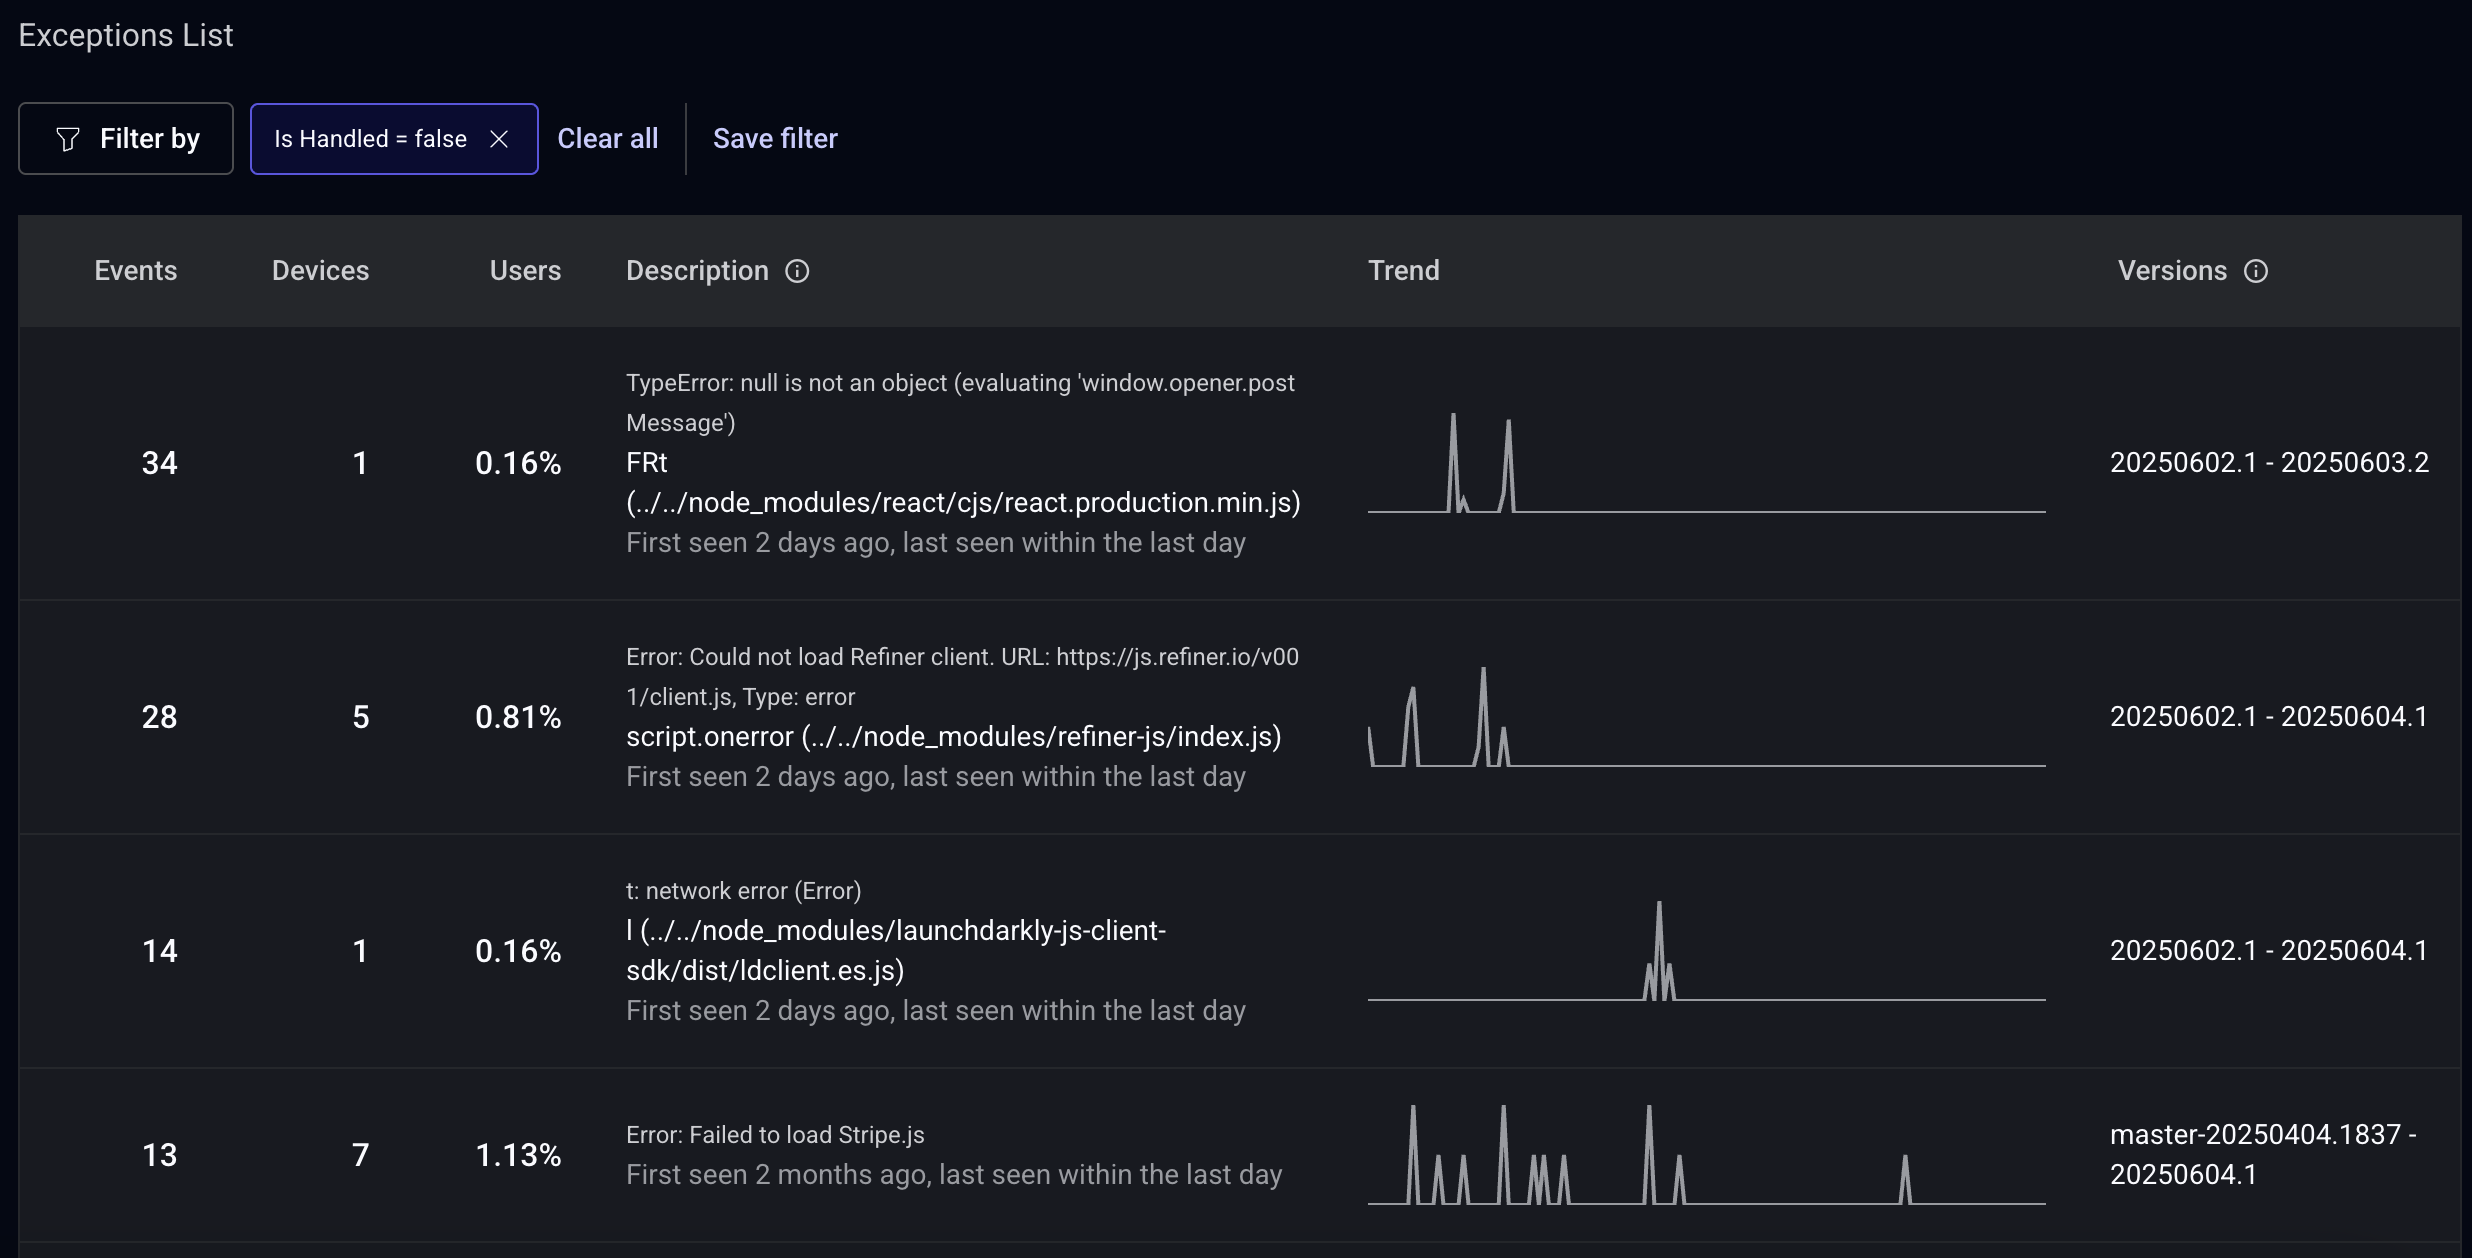 Exceptions List
Filter by
Is Handled = false
Clear all
Save filter
Events Devices Users Description Trend Versions
34 1 0.16%
TypeError: null is not an object (evaluating 'window.opener.post
Message')
FRt
(../../node_modules/react/cjs/react.production.min.js)
First seen 2 days ago, last seen within the last day
20250602.1 - 20250603.2
28 5 0.81%
Error: Could not load Refiner client. URL: https://js.refiner.io/v00
1/client.js, Type: error
script.onerror (../../node_modules/refiner-js/index.js)
First seen 2 days ago, last seen within the last day
20250602.1 - 20250604.1
14 1 0.16%
t: network error (Error)
l (../../node_modules/launchdarkly-js-client-
sdk/dist/ldclient.es.js)
First seen 2 days ago, last seen within the last day
20250602.1 - 20250604.1
13 7 1.13%
Error: Failed to load Stripe.js
First seen 2 months ago, last seen within the last day
master-20250404.1837 -
20250604.1